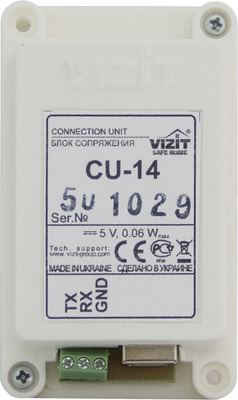 VIZIT
CONNECTION UNIT
БЛОК СОПРЯЖЕНИЯ
VIZIT
SAFE HOME
CU-14
5U 1029
Ser.№
5 V, 0.06 W max
Tech. support:
www.vizit-group.com
MADE IN UKRAINE СДЕЛАНО В УКРАИНЕ
TX
RX
GND